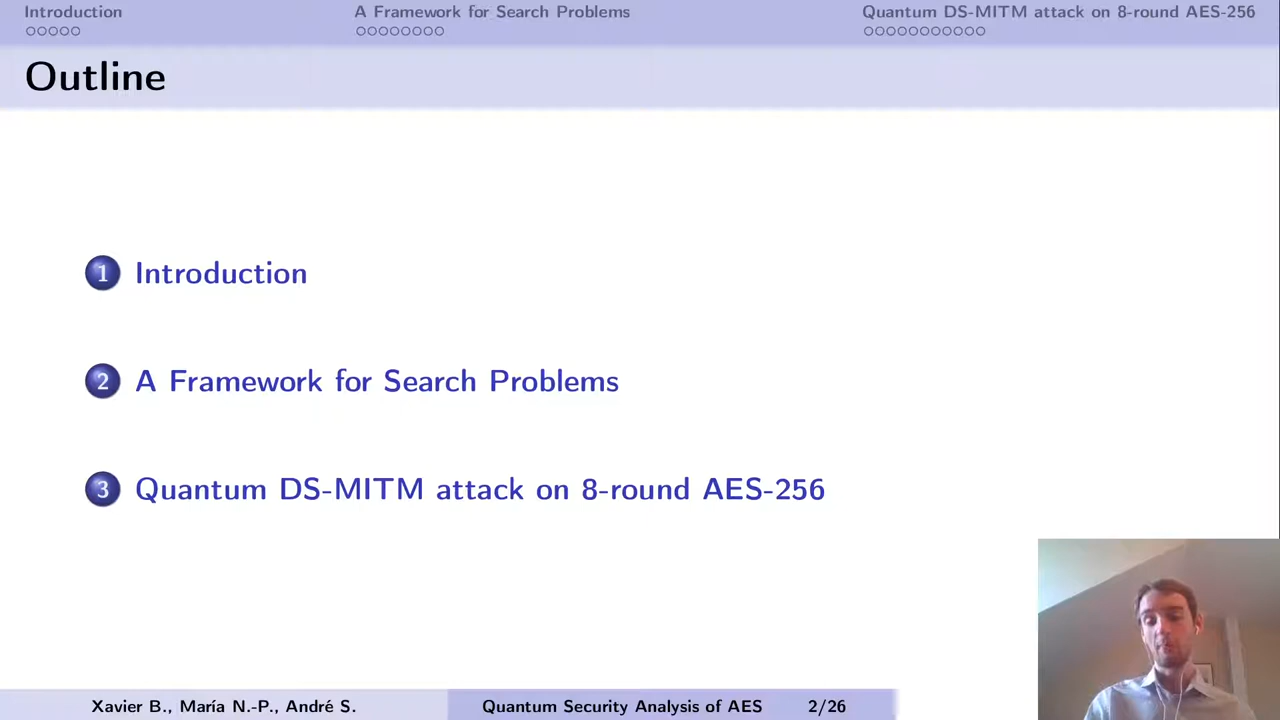 Introduction
A Framework for Search Problems
Quantum DS-MITM attack on 8-round AES-256
Outline
1 Introduction
2 A Framework for Search Problems
3 Quantum DS-MITM attack on 8-round AES-256
Xavier B., María N.-P., André S.
Quantum Security Analysis of AES
2/26